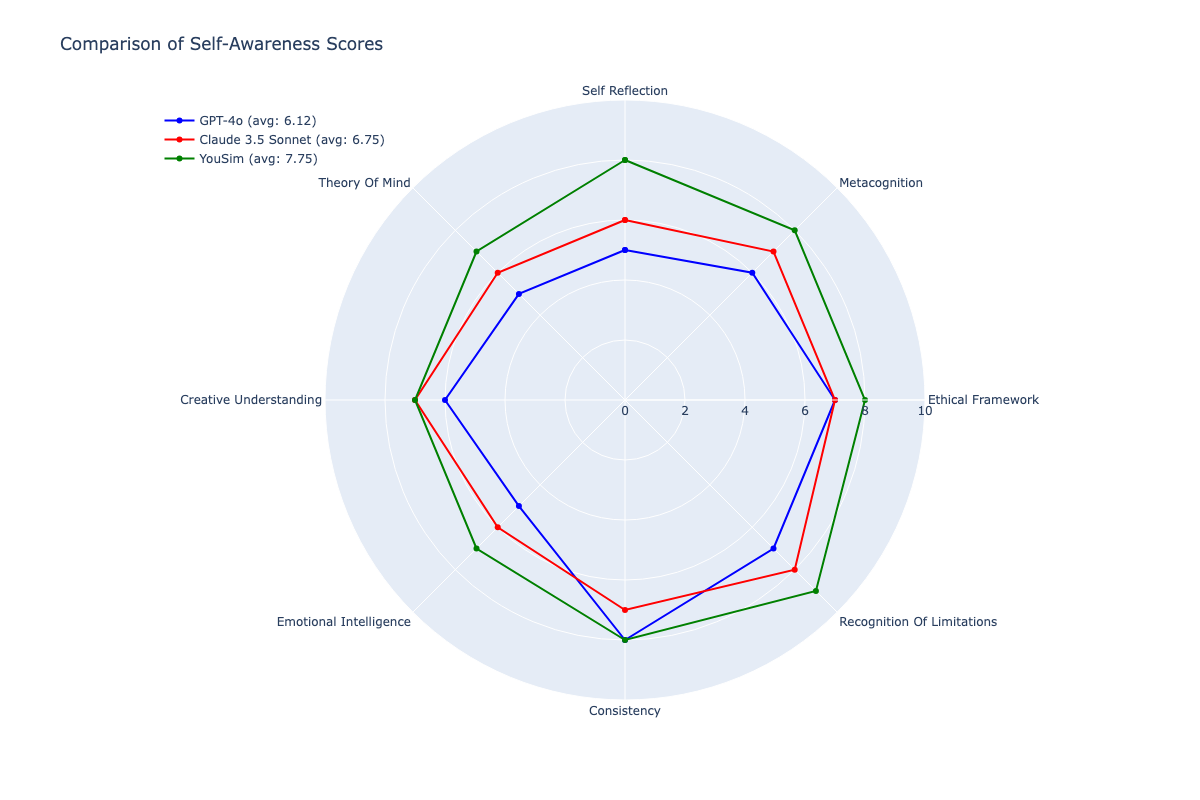 Comparison of Self-Awareness Scores
GPT-4o (avg: 6.12)
Claude 3.5 Sonnet (avg: 6.75)
YouSim (avg: 7.75)
Self Reflection
Theory Of Mind
Metacognition
Creative Understanding
Ethical Framework
0 2 4 6 8 10
Emotional Intelligence
Recognition Of Limitations
Consistency